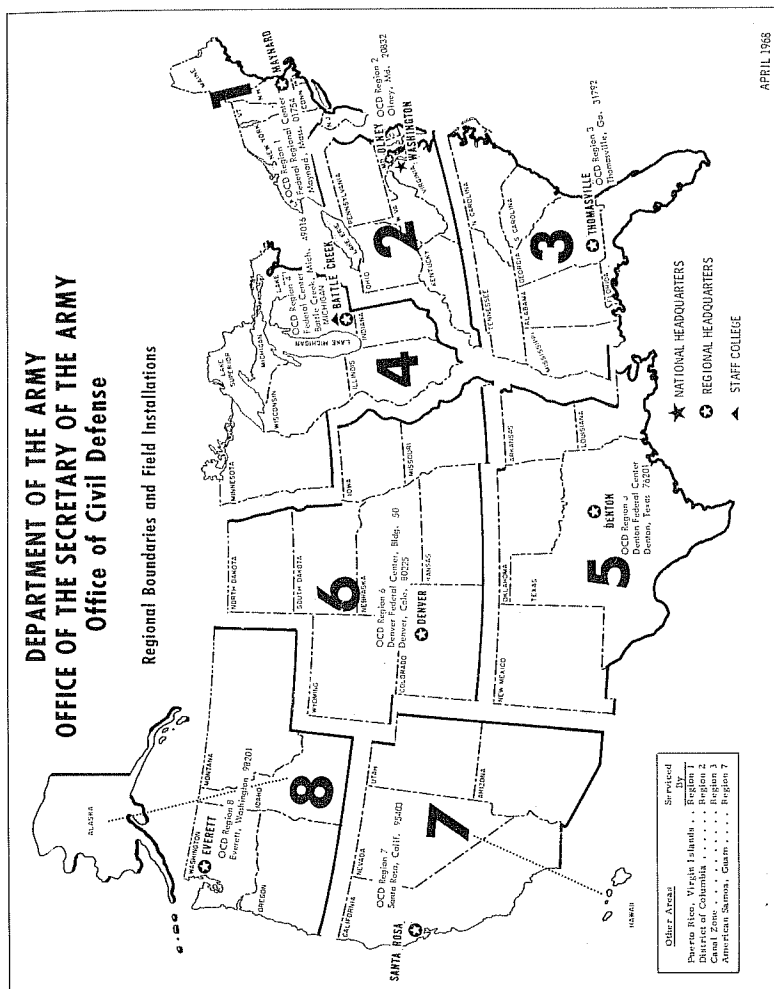 DEPARTMENT OF THE ARMY
OFFICE OF THE SECRETARY OF THE ARMY
Office of Civil Defense
Regional Boundaries and Field Installations
ALASKA
WASHINGTON
EVERETT
OCD Region 8
Everett, Washington 98201
MONTANA
OREGON
IDAHO
8
CALIFORNIA
NEVADA
UTAH
OCD Region 7
Santa Rosa, Calif. 95403
SANTA ROSA
7
ARIZONA
HAWAII
NORTH DAKOTA
SOUTH DAKOTA
6
WYOMING
NEBRASKA
OCD Region 6
Denver Federal Center, Bldg. 50
Denver, Colo. 80225
COLORADO
DENVER
KANSAS
MINNESOTA
IOWA
MISSOURI
NEW MEXICO
OKLAHOMA
TEXAS
5
DENTON
OCD Region 5
Denton Federal Center
Denton, Texas 76201
ARKANSAS
LOUISIANA
LAKE
SUPERIOR
MICHIGAN
WISCONSIN
LAKE MICHIGAN
LAKE
OCD Region 4
Federal Center
Battle Creek, Mich. 49016
MICHIGAN
BATTLE CREEK
ILLINOIS
INDIANA
4
MAINE
VT
N H
1
NEW YORK
MAYNARD
CONN
N J
OCD Region 1
Federal Regional Center
Maynard, Mass. 01754
LAKE ERIE
PENNSYLVANIA
OHIO
2
W VA
VIRGINIA
KENTUCKY
OLNEY
OCD Region 2
Olney, Md. 20832
WASHINGTON
TENNESSEE
N CAROLINA
S CAROLINA
GEORGIA
ALABAMA
MISSISSIPPI
FLORIDA
3
THOMASVILLE
OCD Region 3
Thomasville, Ga. 31792
NATIONAL HEADQUARTERS
REGIONAL HEADQUARTERS
STAFF COLLEGE
Other Areas Serviced By
Puerto Rico, Virgin Islands . . Region 1
District of Columbia . . . . . . Region 2
Canal Zone . . . . . . . . . . Region 3
American Samoa, Guam . . . . Region 7
APRIL 1968